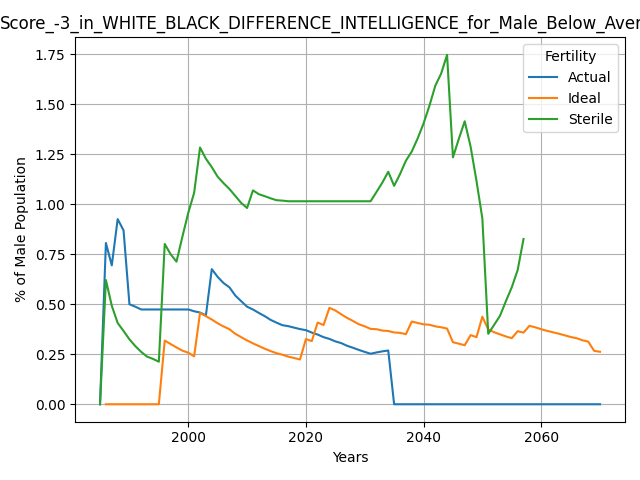 Score_-3_in_WHITE_BLACK_DIFFERENCE_INTELLIGENCE_for_Male_Below_Aver
Fertility
Actual
Ideal
Sterile
1.75
1.50
1.25
1.00
0.75
0.50
0.25
0.00
% of Male Population
2000
2020
2040
2060
Years